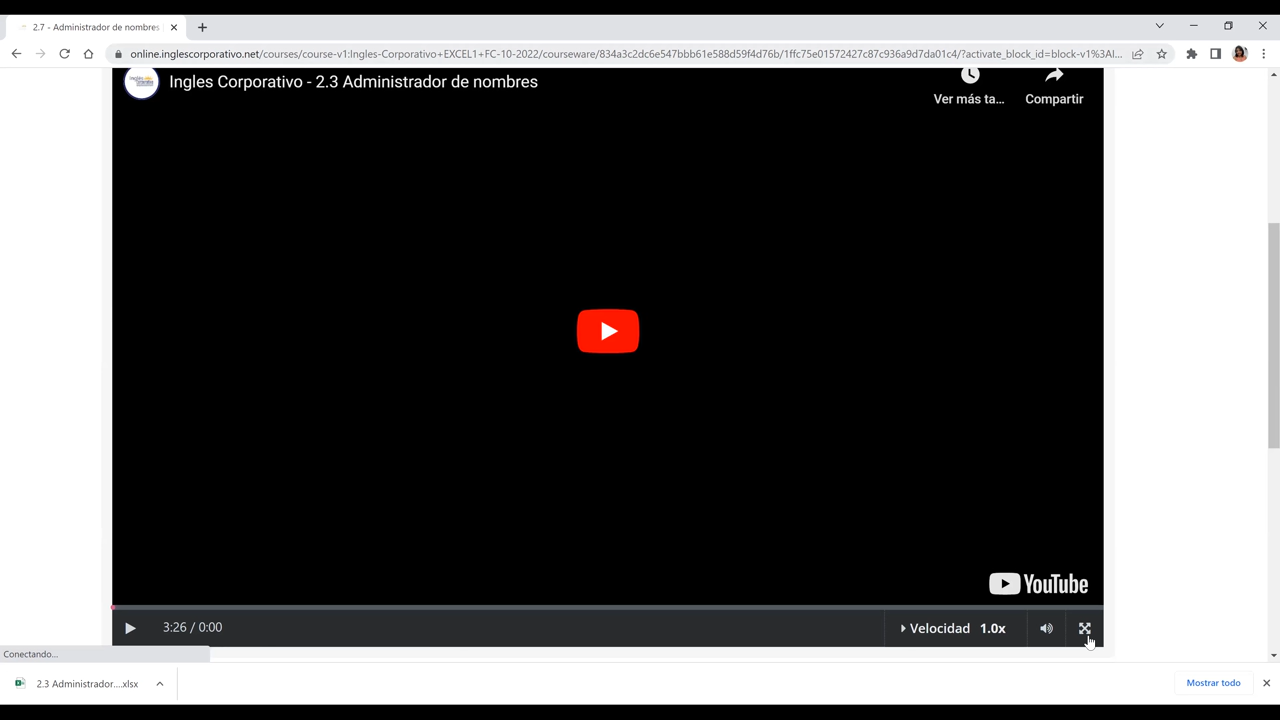 2.7 - Administrador de nombres
online.inglescorporativo.net/courses/course-v1:Ingles-Corporativo+EXCEL1+FC-10-2022/courseware/834a3c2dc6e547bbb61e588d59f4d76b/1ffc75e01572427c87c936a9d7da01c4/?activate_block_id=block-v1%3AI...
Ingles Corporativo - 2.3 Administrador de nombres
Ver más ta...
Compartir
YouTube
3:26 / 0:00
Velocidad 1.0x
Conectando...
2.3 Administrador....xlsx
Mostrar todo